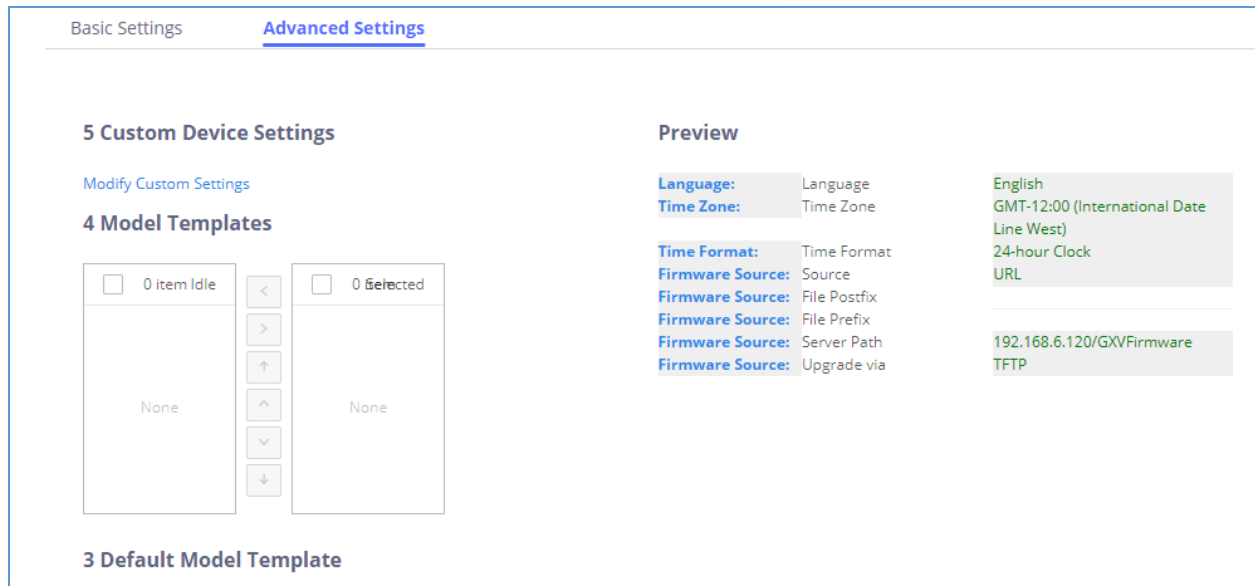 Basic Settings
Advanced Settings
5 Custom Device Settings
Modify Custom Settings
4 Model Templates
0 item Idle
0 Selected
None
None
3 Default Model Template
Preview
Language: Language English
Time Zone: Time Zone GMT-12:00 (International Date
Line West)
Time Format: Time Format 24-hour Clock
Firmware Source: Source URL
Firmware Source: File Postfix
Firmware Source: File Prefix
Firmware Source: Server Path 192.168.6.120/GXVFirmware
Firmware Source: Upgrade via TFTP